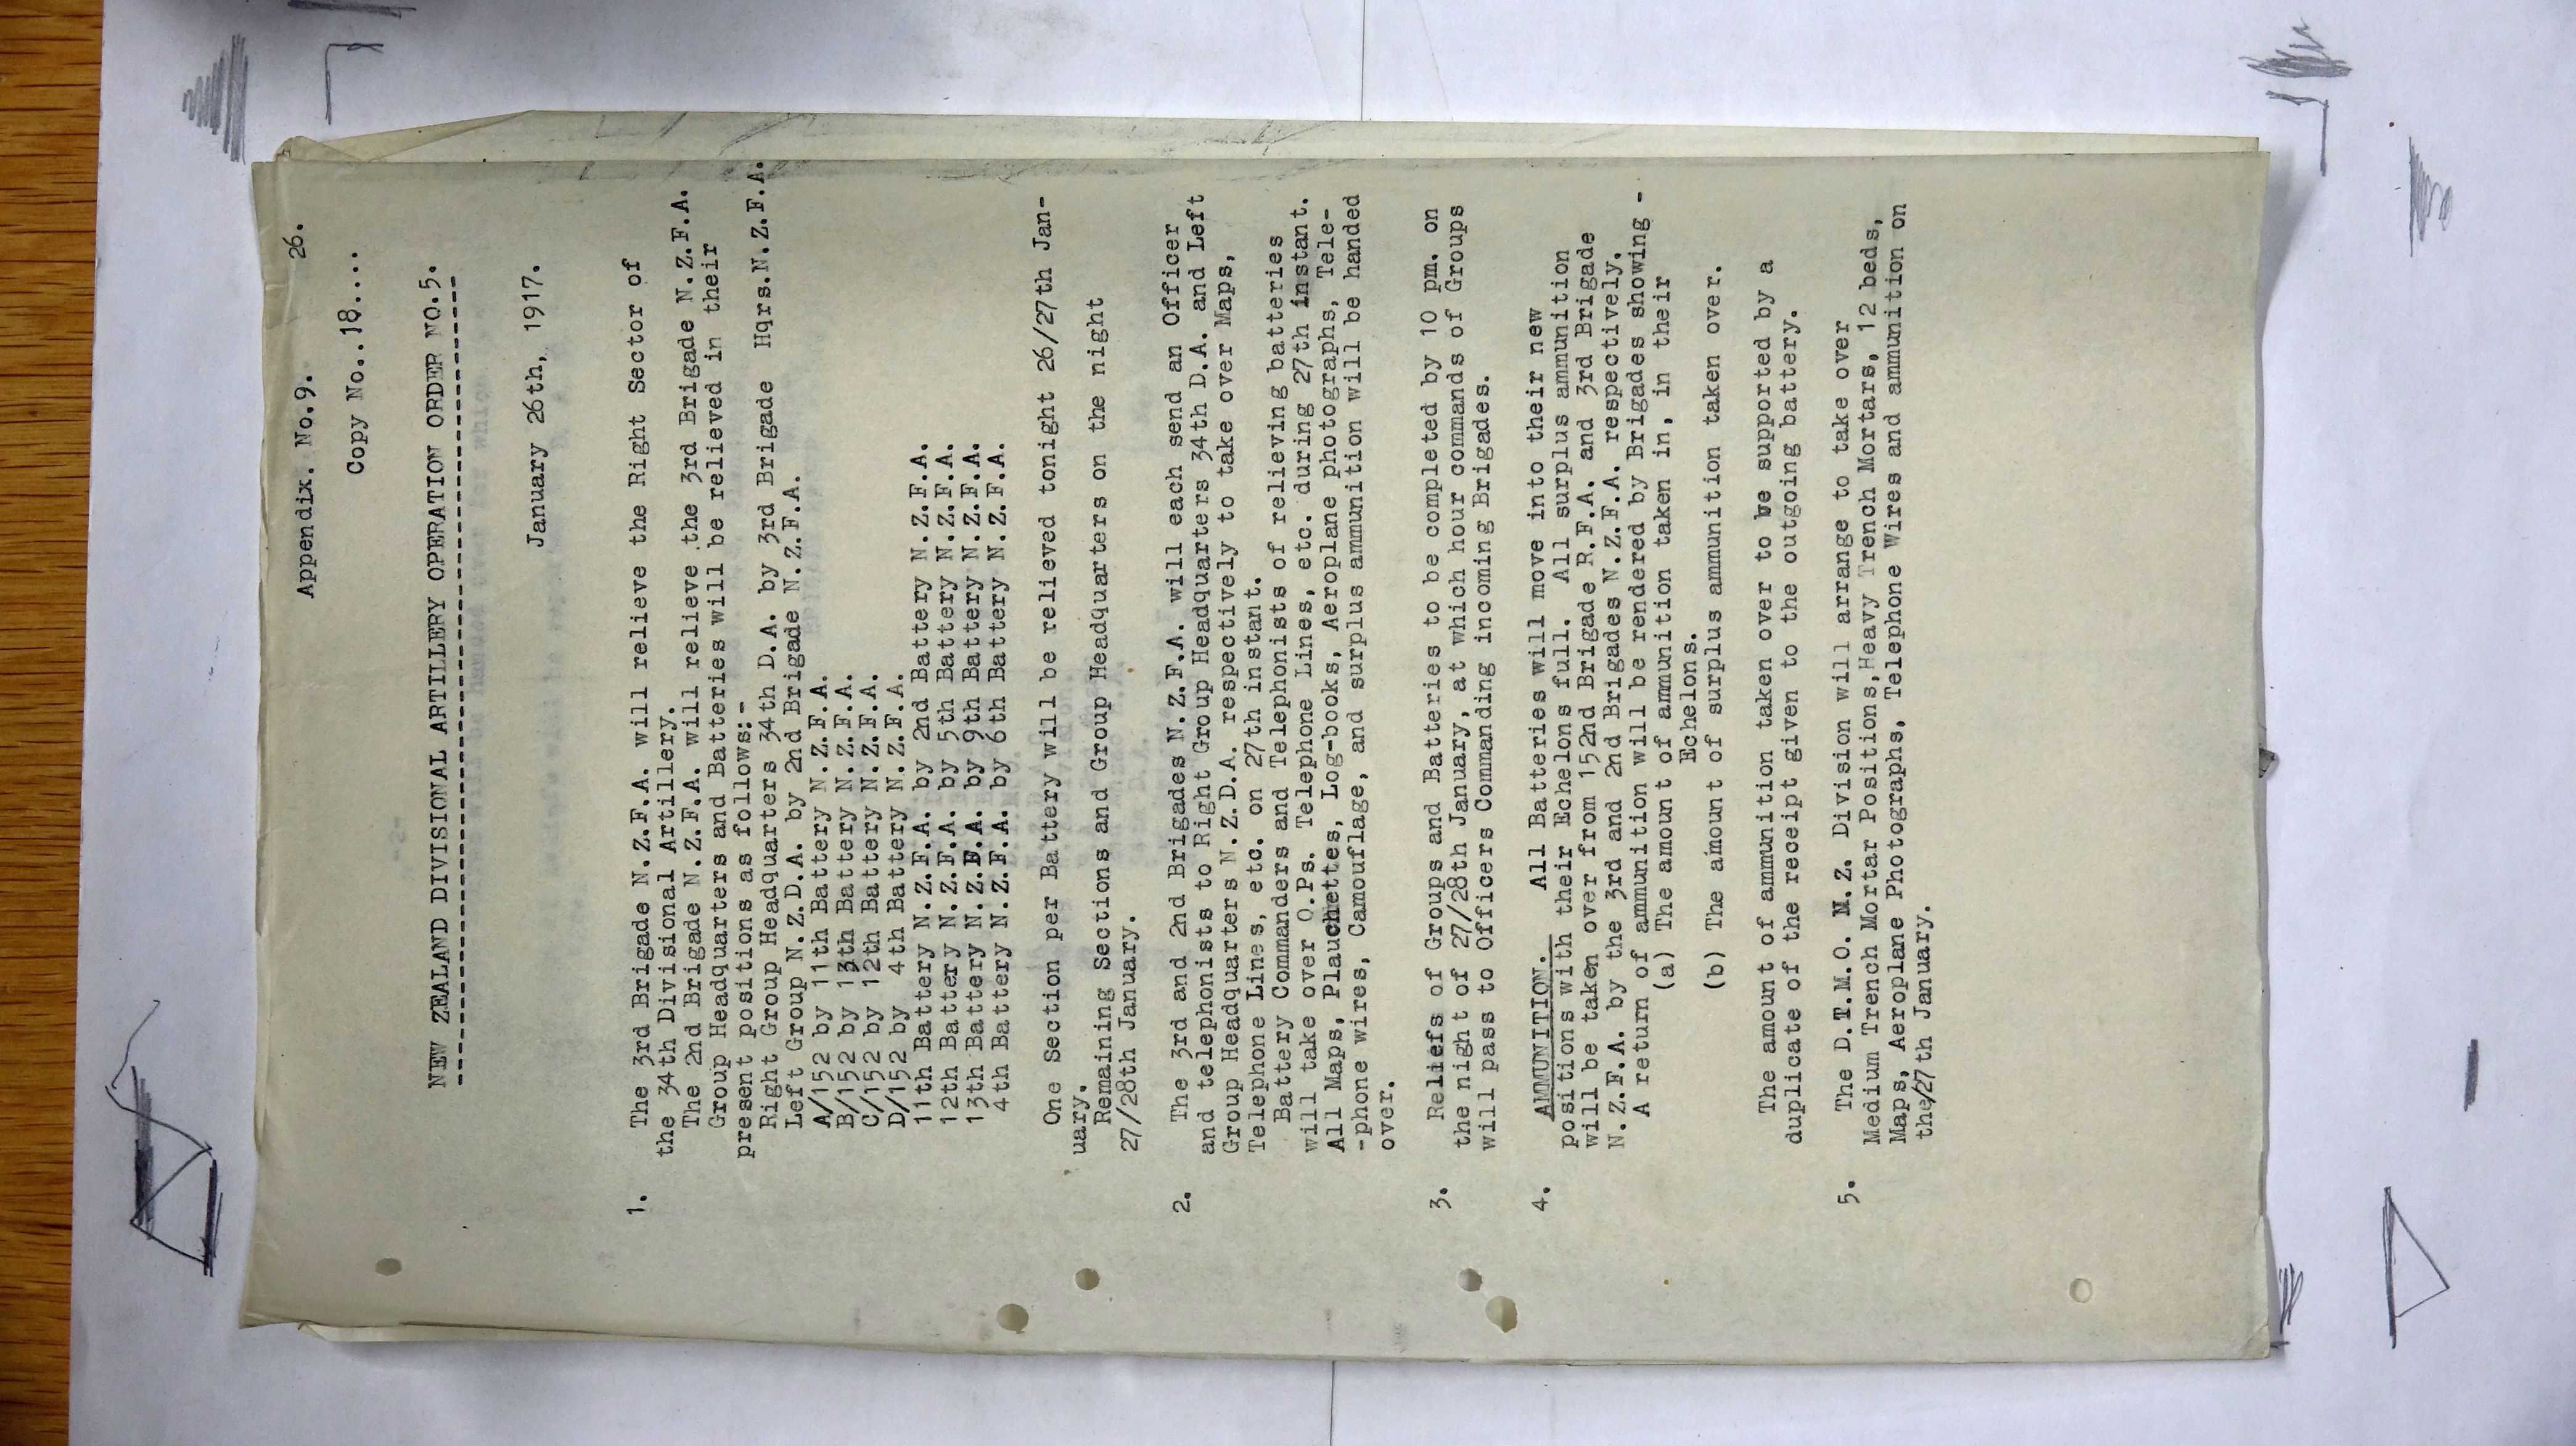 26.
Appendix. No.9.
Copy No..18....
NEW ZEALAND DIVISIONAL ARTILLERY OPERATION ORDER NO.5.
January 26th, 1917.
1. The 3rd Brigade N.Z.F.A. will relieve the Right Sector of
the 34th Divisional Artillery.
The 2nd Brigade N.Z.F.A. will relieve the 3rd Brigade N.Z.F.A.
Group Headquarters and Batteries will be relieved in their
present positions as follows:-
Right Group Headquarters 34th D.A. by 3rd Brigade Hqrs.N.Z.F.A.
Left Group N.Z.D.A. by 2nd Brigade N.Z.F.A.
A/152 by 11th Battery N.Z.F.A.
B/152 by 13th Battery N.Z.F.A.
C/152 by 12th Battery N.Z.F.A.
D/152 by 4th Battery N.Z.F.A.
11th Battery N.Z.F.A. by 2nd Battery N.Z.F.A.
12th Battery N.Z.F.A. by 5th Battery N.Z.F.A.
13th Battery N.Z.F.A. by 9th Battery N.Z.F.A.
4th Battery N.Z.F.A. by 6th Battery N.Z.F.A.
One Section per Battery will be relieved tonight 26/27th Jan-
uary.
Remaining Sections and Group Headquarters on the night
27/28th January.
2. The 3rd and 2nd Brigades N.Z.F.A. will each send an Officer
and telephonists to Right Group Headquarters 34th D.A. and Left
Group Headquarters N.Z.D.A. respectively to take over Maps,
Telephone Lines, etc. on 27th instant.
Battery Commanders and Telephonists of relieving batteries
will take over O.Ps. Telephone Lines, etc. during 27th instant.
All Maps, Plauchettes, Log-books, Aeroplane photographs, Tele-
-phone wires, Camouflage, and surplus ammunition will be handed
over.
3. Reliefs of Groups and Batteries to be completed by 10 pm. on
the night of 27/28th January, at which hour commands of Groups
will pass to Officers Commanding incoming Brigades.
4. AMMUNITION. All Batteries will move into their new
positions with their Echelons full. All surplus ammunition
will be taken over from 152nd Brigade R.F.A. and 3rd Brigade
N.Z.F.A. by the 3rd and 2nd Brigades N.Z.F.A. respectively.
A return of ammunition will be rendered by Brigades showing -
(a) The amount of ammunition taken in, in their
Echelons.
(b) The amount of surplus ammunition taken over.
The amount of ammunition taken over to be supported by a
duplicate of the receipt given to the outgoing battery.
5. The D.T.M.O. N.Z. Division will arrange to take over
Medium Trench Mortar Positions,Heavy Trench Mortars, 12 beds,
Maps, Aeroplane Photographs, Telephone Wires and ammunition on
the/27th January.